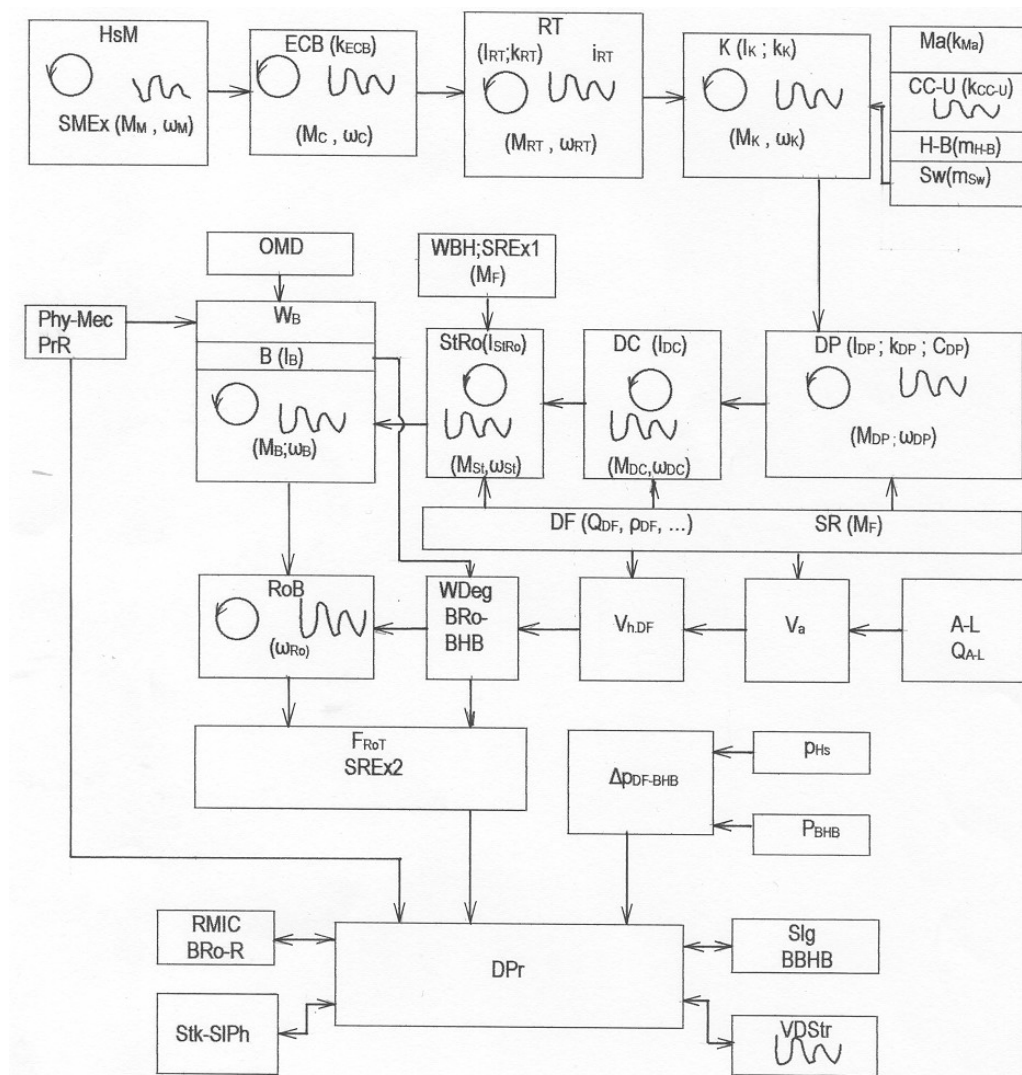 HsM
SMEx (MM , ωM)
ECB (kECB)
(MC , ωC)
RT
(IRT;kRT) iRT
(MRT , ωRT)
K (IK ; kK)
(MK , ωK)
Ma(kMa)
CC-U (kCC-U)
H-B(mH-B)
Sw(mSw)
OMD
Phy-Mec
PrR
WB
B (IB)
(MB;ωB)
WBH;SREx1
(MF)
StRo(IStRo)
(MSt,ωSt)
DC (IDC)
(MDC,ωDC)
DP (IDP ; kDP ; CDP)
(MDP ; ωDP)
DF (QDF, ρDF, ...) SR (MF)
RoB
(ωRo)
WDeg
BRo-
BHB
Vh.DF
Va
A-L
QA-L
FRoT
SREx2
ΔpDF-BHB
pHs
PBHB
RMIC
BRo-R
Stk-SlPh
DPr
Slg
BBHB
VDStr